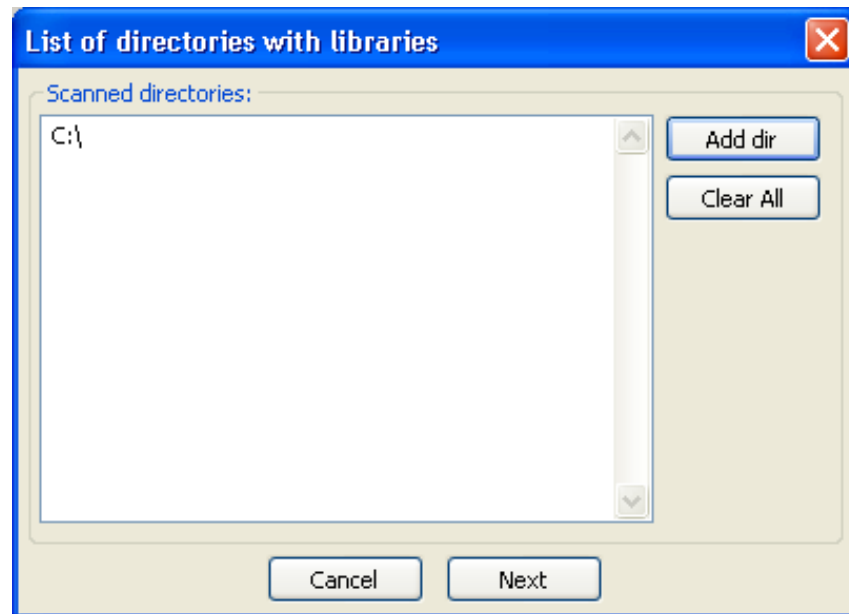 List of directories with libraries
Scanned directories:
C:\
Add dir
Clear All
Cancel
Next